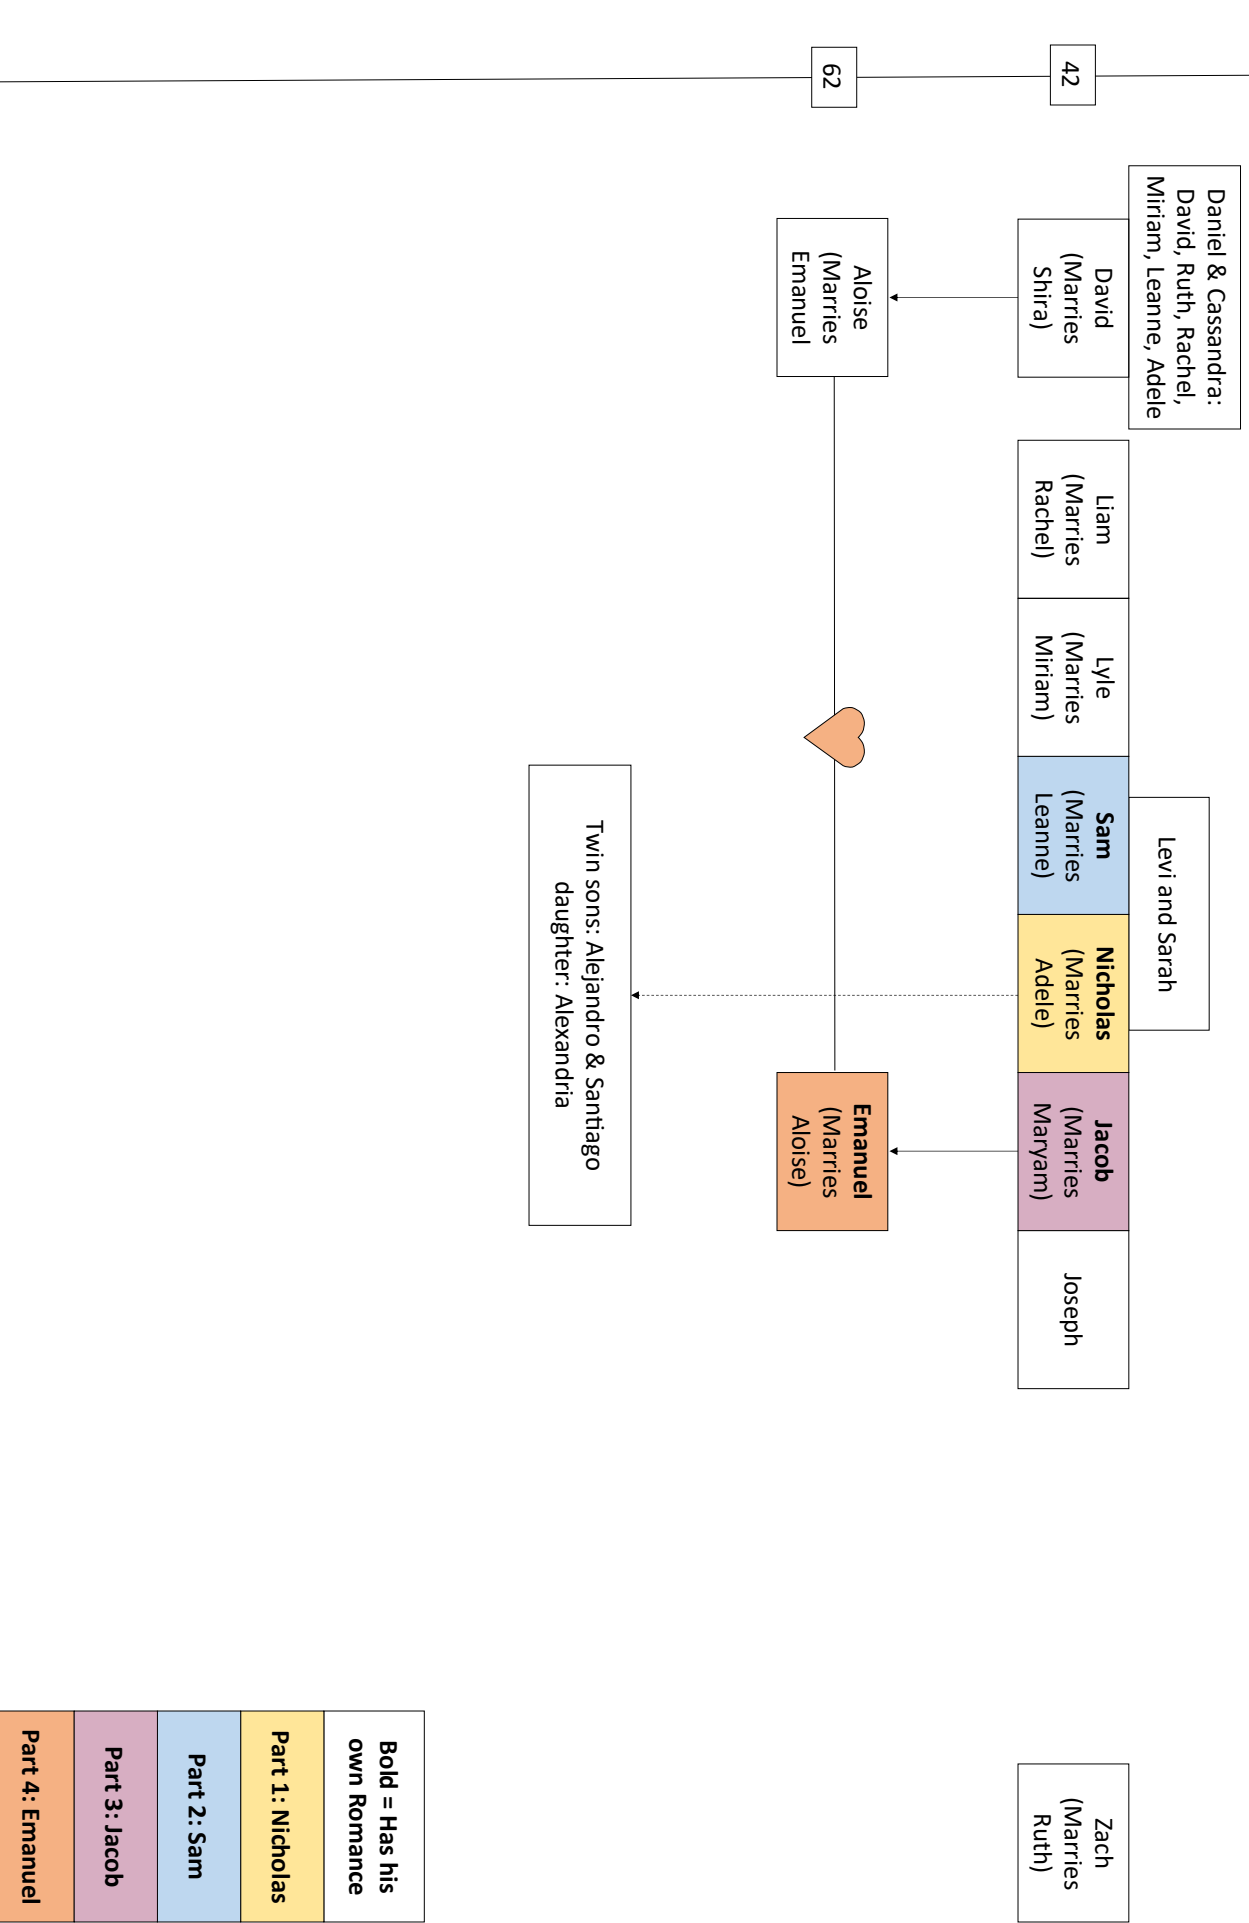 42
Daniel & Cassandra:
David, Ruth, Rachel,
Miriam, Leanne, Adele
Levi and Sarah
David
(Marries
Shira)
Liam
(Marries
Rachel)
Lyle
(Marries
Miriam)
Sam
(Marries
Leanne)
Nicholas
(Marries
Adele)
Jacob
(Marries
Maryam)
Joseph
Zach
(Marries
Ruth)
62
Aloise
(Marries
Emanuel
Emanuel
(Marries
Aloise)
Twin sons: Alejandro & Santiago
daughter: Alexandria
Bold = Has his
own Romance
Part 1: Nicholas
Part 2: Sam
Part 3: Jacob
Part 4: Emanuel